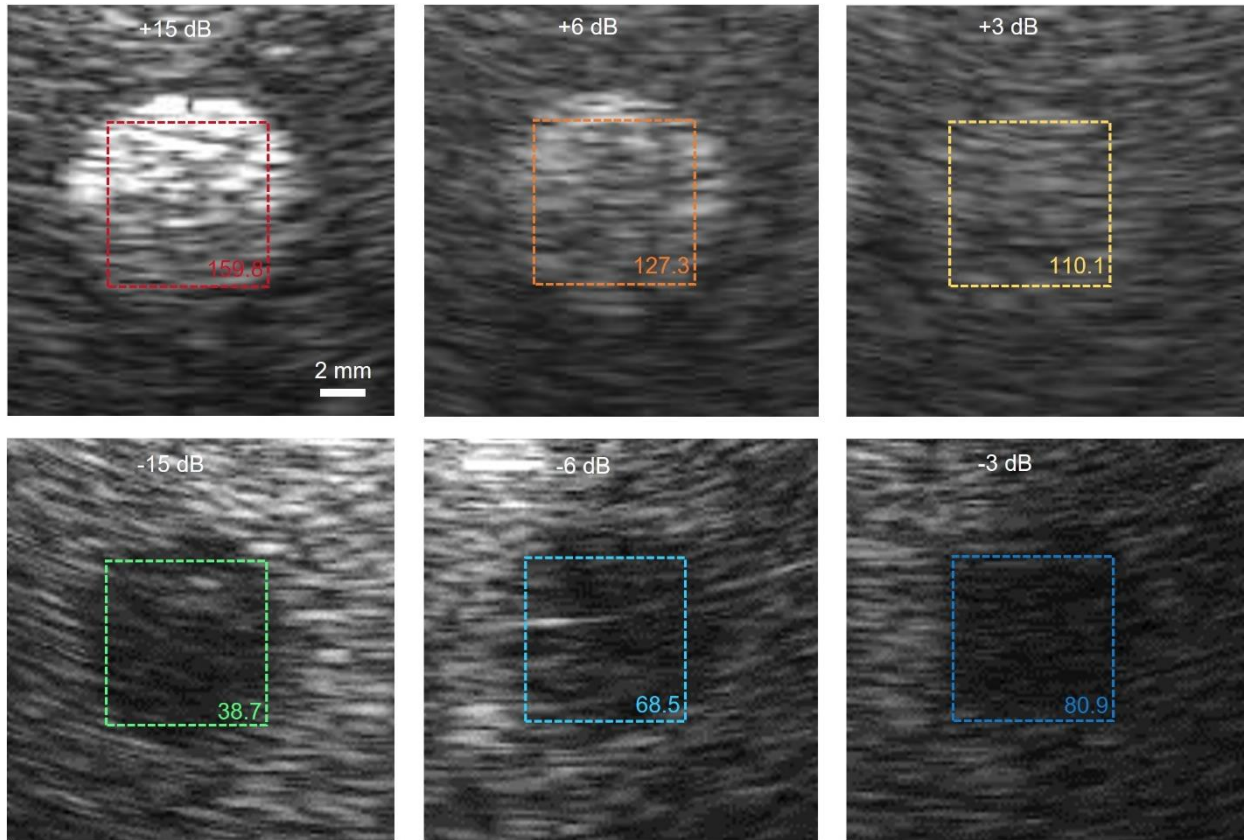 +15 dB
+6 dB
+3 dB
159.8
127.3
110.1
2 mm
-15 dB
-6 dB
-3 dB
38.7
68.5
80.9